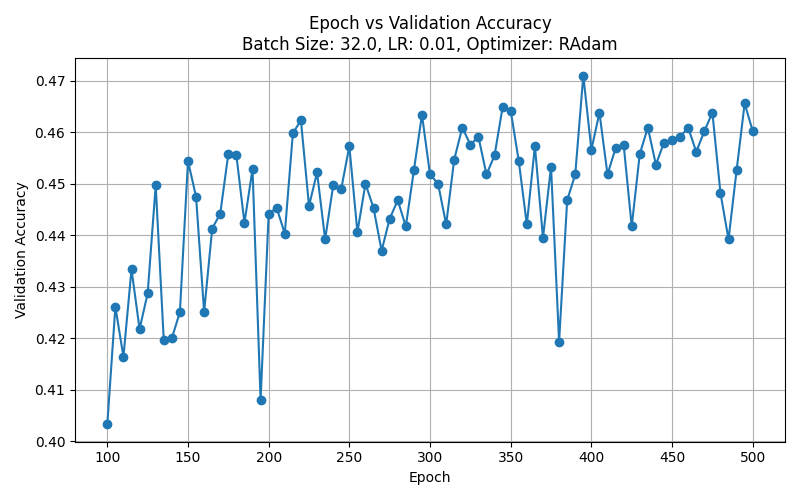 Epoch vs Validation Accuracy
Batch Size: 32.0, LR: 0.01, Optimizer: RAdam
Validation Accuracy
0.47
0.46
0.45
0.44
0.43
0.42
0.41
0.40
100 150 200 250 300 350 400 450 500
Epoch